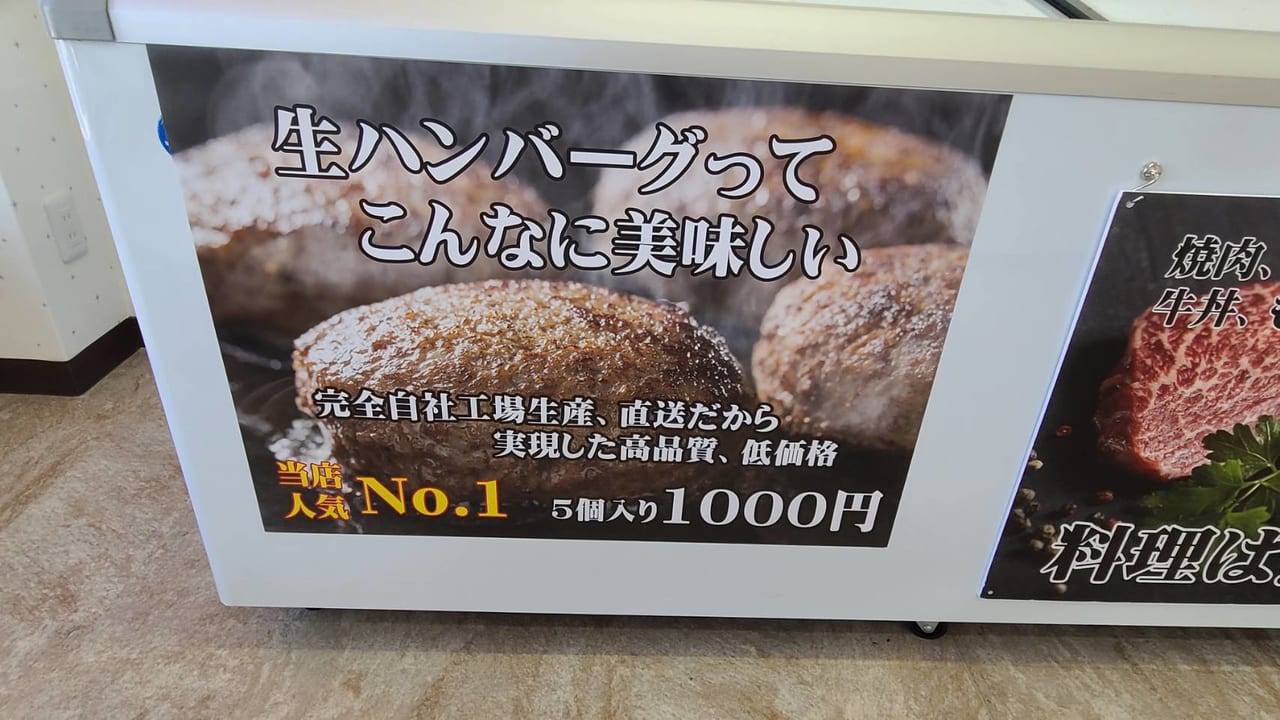 生ハンバーグって
こんなに美味しい
完全自社工場生産、直送だから
実現した高品質、低価格
当店
人気 No.1
5個入り1000円
焼肉、
牛丼、
料理は